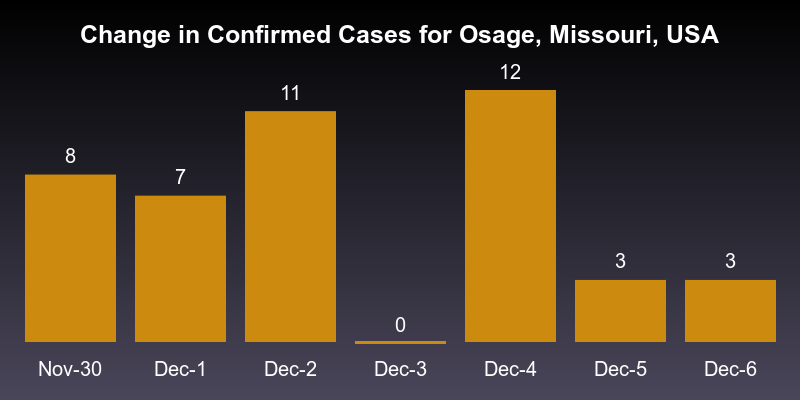 Change in Confirmed Cases for Osage, Missouri, USA
8
7
11
0
12
3
3
Nov-30
Dec-1
Dec-2
Dec-3
Dec-4
Dec-5
Dec-6